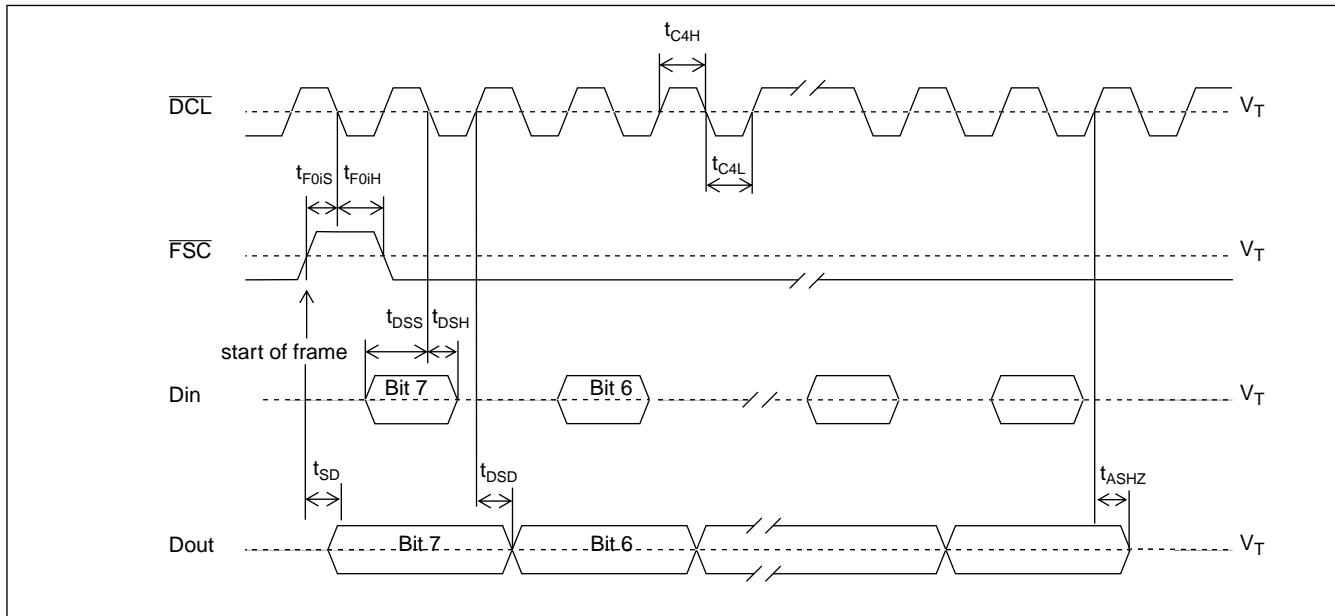 tC4H
DCL
VT
tF0iS tF0iH
tC4L
FSC
VT
tDSS tDSH
start of frame
Din
Bit 7
Bit 6
VT
tSD
tDSD
tASHZ
Dout
Bit 7
Bit 6
VT